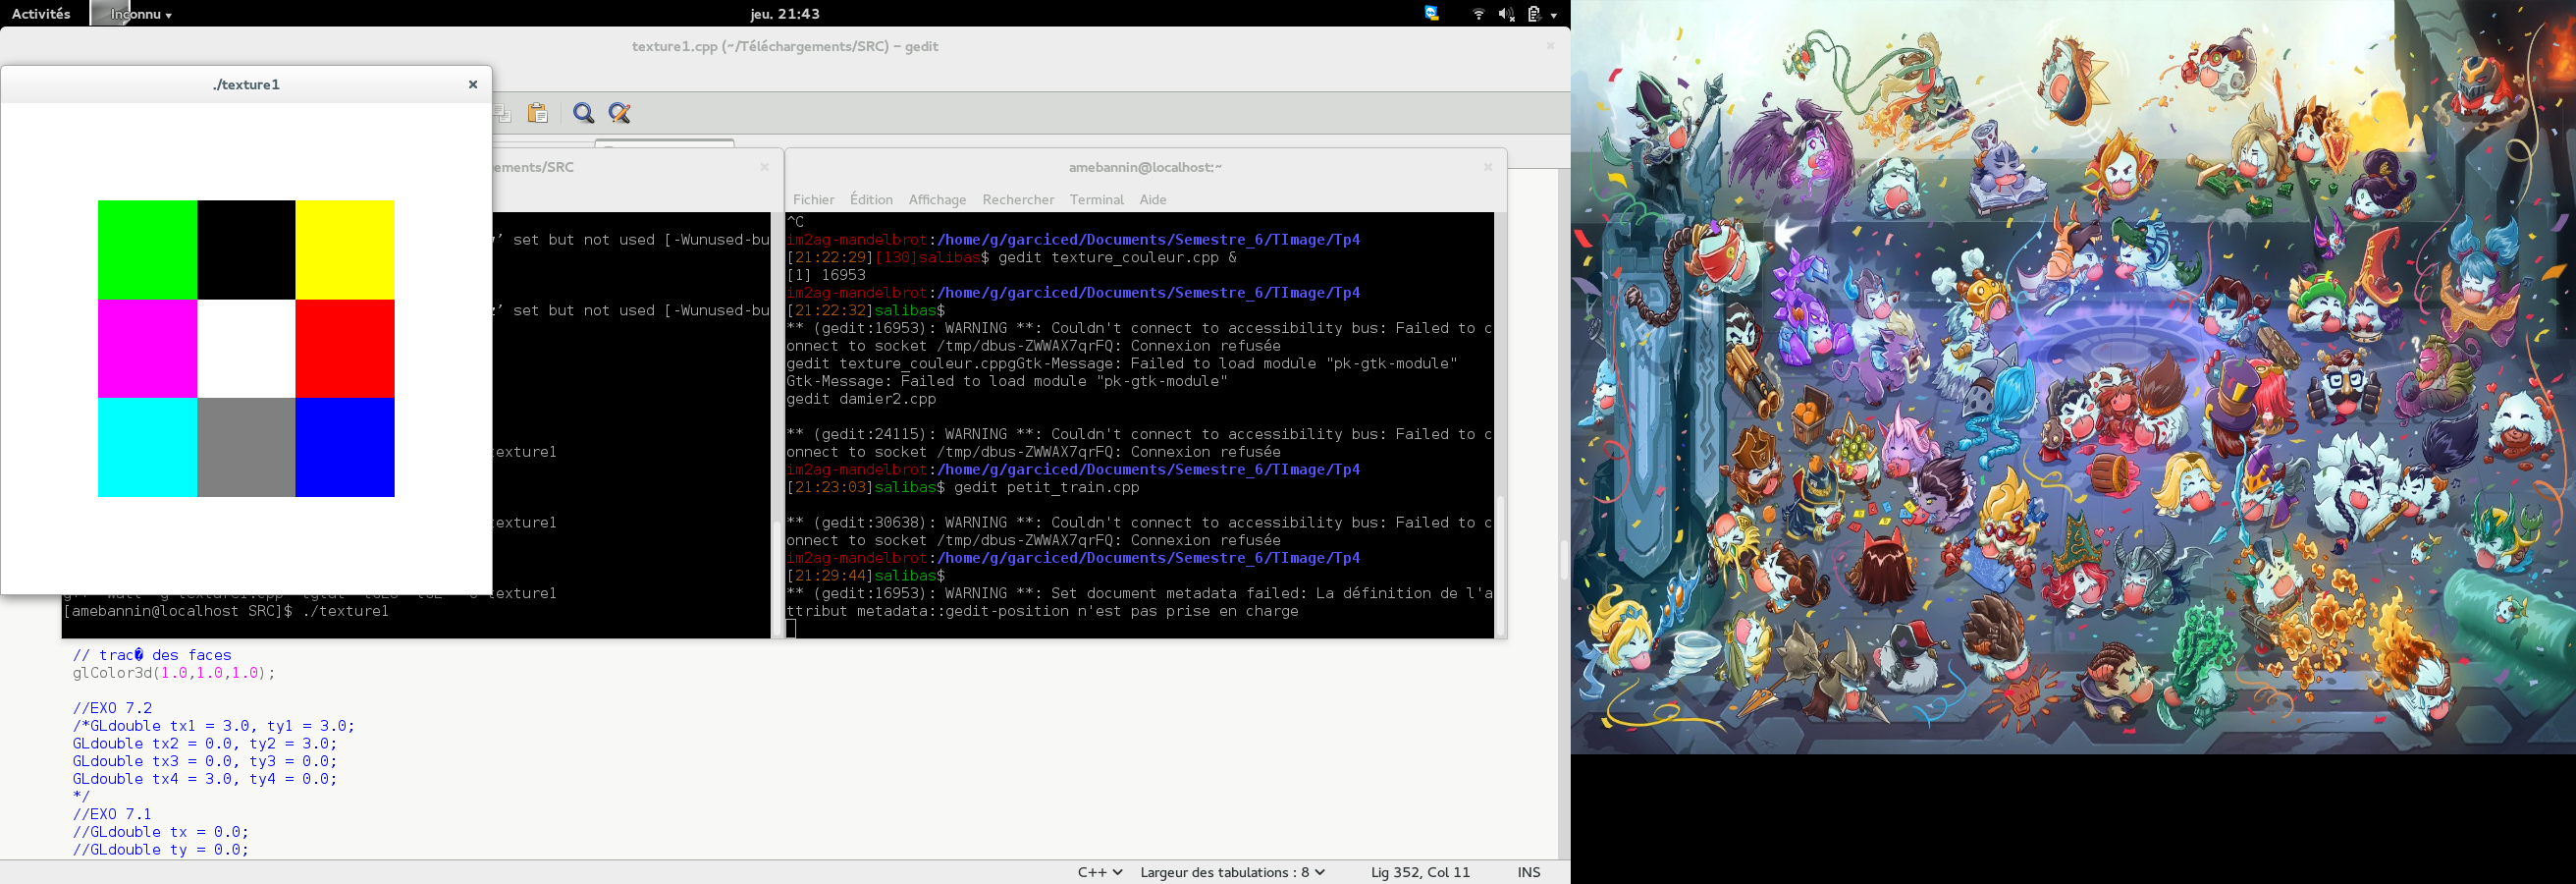 Activités
Inconnu
jeu. 21:43
texture1.cpp (~/Téléchargements/SRC) – gedit
./texture1
ements/SRC
’ set but not used [-Wunused-bu
’ set but not used [-Wunused-bu
exture1
exture1
texture1.cpp
texture1
[amebannin@localhost SRC]$ ./texture1
amebannin@localhost:~
Fichier Édition Affichage Rechercher Terminal Aide
^C
im2ag-mandelbrot:/home/g/garciced/Documents/Semestre_6/TImage/Tp4
[21:22:29][130]salibas$ gedit texture_couleur.cpp &
[1] 16953
im2ag-mandelbrot:/home/g/garciced/Documents/Semestre_6/TImage/Tp4
[21:22:32]salibas$
** (gedit:16953): WARNING **: Couldn't connect to accessibility bus: Failed to c
onnect to socket /tmp/dbus-ZWWAX7qrFQ: Connexion refusée
gedit texture_couleur.cppgGtk-Message: Failed to load module "pk-gtk-module"
Gtk-Message: Failed to load module "pk-gtk-module"
gedit damier2.cpp
** (gedit:24115): WARNING **: Couldn't connect to accessibility bus: Failed to c
onnect to socket /tmp/dbus-ZWWAX7qrFQ: Connexion refusée
im2ag-mandelbrot:/home/g/garciced/Documents/Semestre_6/TImage/Tp4
[21:23:03]salibas$ gedit petit_train.cpp
** (gedit:30638): WARNING **: Couldn't connect to accessibility bus: Failed to c
onnect to socket /tmp/dbus-ZWWAX7qrFQ: Connexion refusée
im2ag-mandelbrot:/home/g/garciced/Documents/Semestre_6/TImage/Tp4
[21:29:44]salibas$
** (gedit:16953): WARNING **: Set document metadata failed: La définition de l'a
ttribut metadata::gedit-position n'est pas prise en charge
// trac� des faces
glColor3d(1.0,1.0,1.0);
//EXO 7.2
/*GLdouble tx1 = 3.0, ty1 = 3.0;
GLdouble tx2 = 0.0, ty2 = 3.0;
GLdouble tx3 = 0.0, ty3 = 0.0;
GLdouble tx4 = 3.0, ty4 = 0.0;
*/
//EXO 7.1
//GLdouble tx = 0.0;
//GLdouble ty = 0.0;
C++ Largeur des tabulations : 8 Lig 352, Col 11 INS